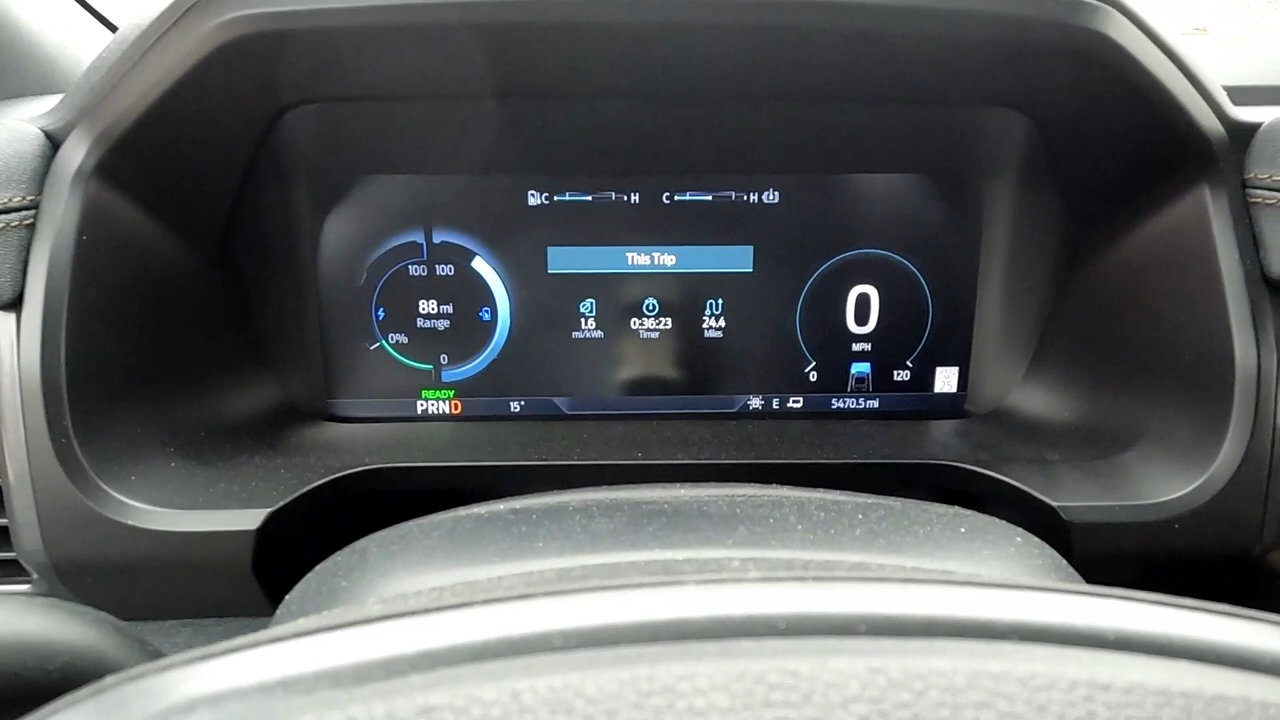 C H C H
This Trip
100 100
88 mi
Range
0%
0
1.6
mi/kWh
0:36:23
Timer
24.4
Miles
0
MPH
0 120
READY
PRND
15°
E
5470.5 mi
25